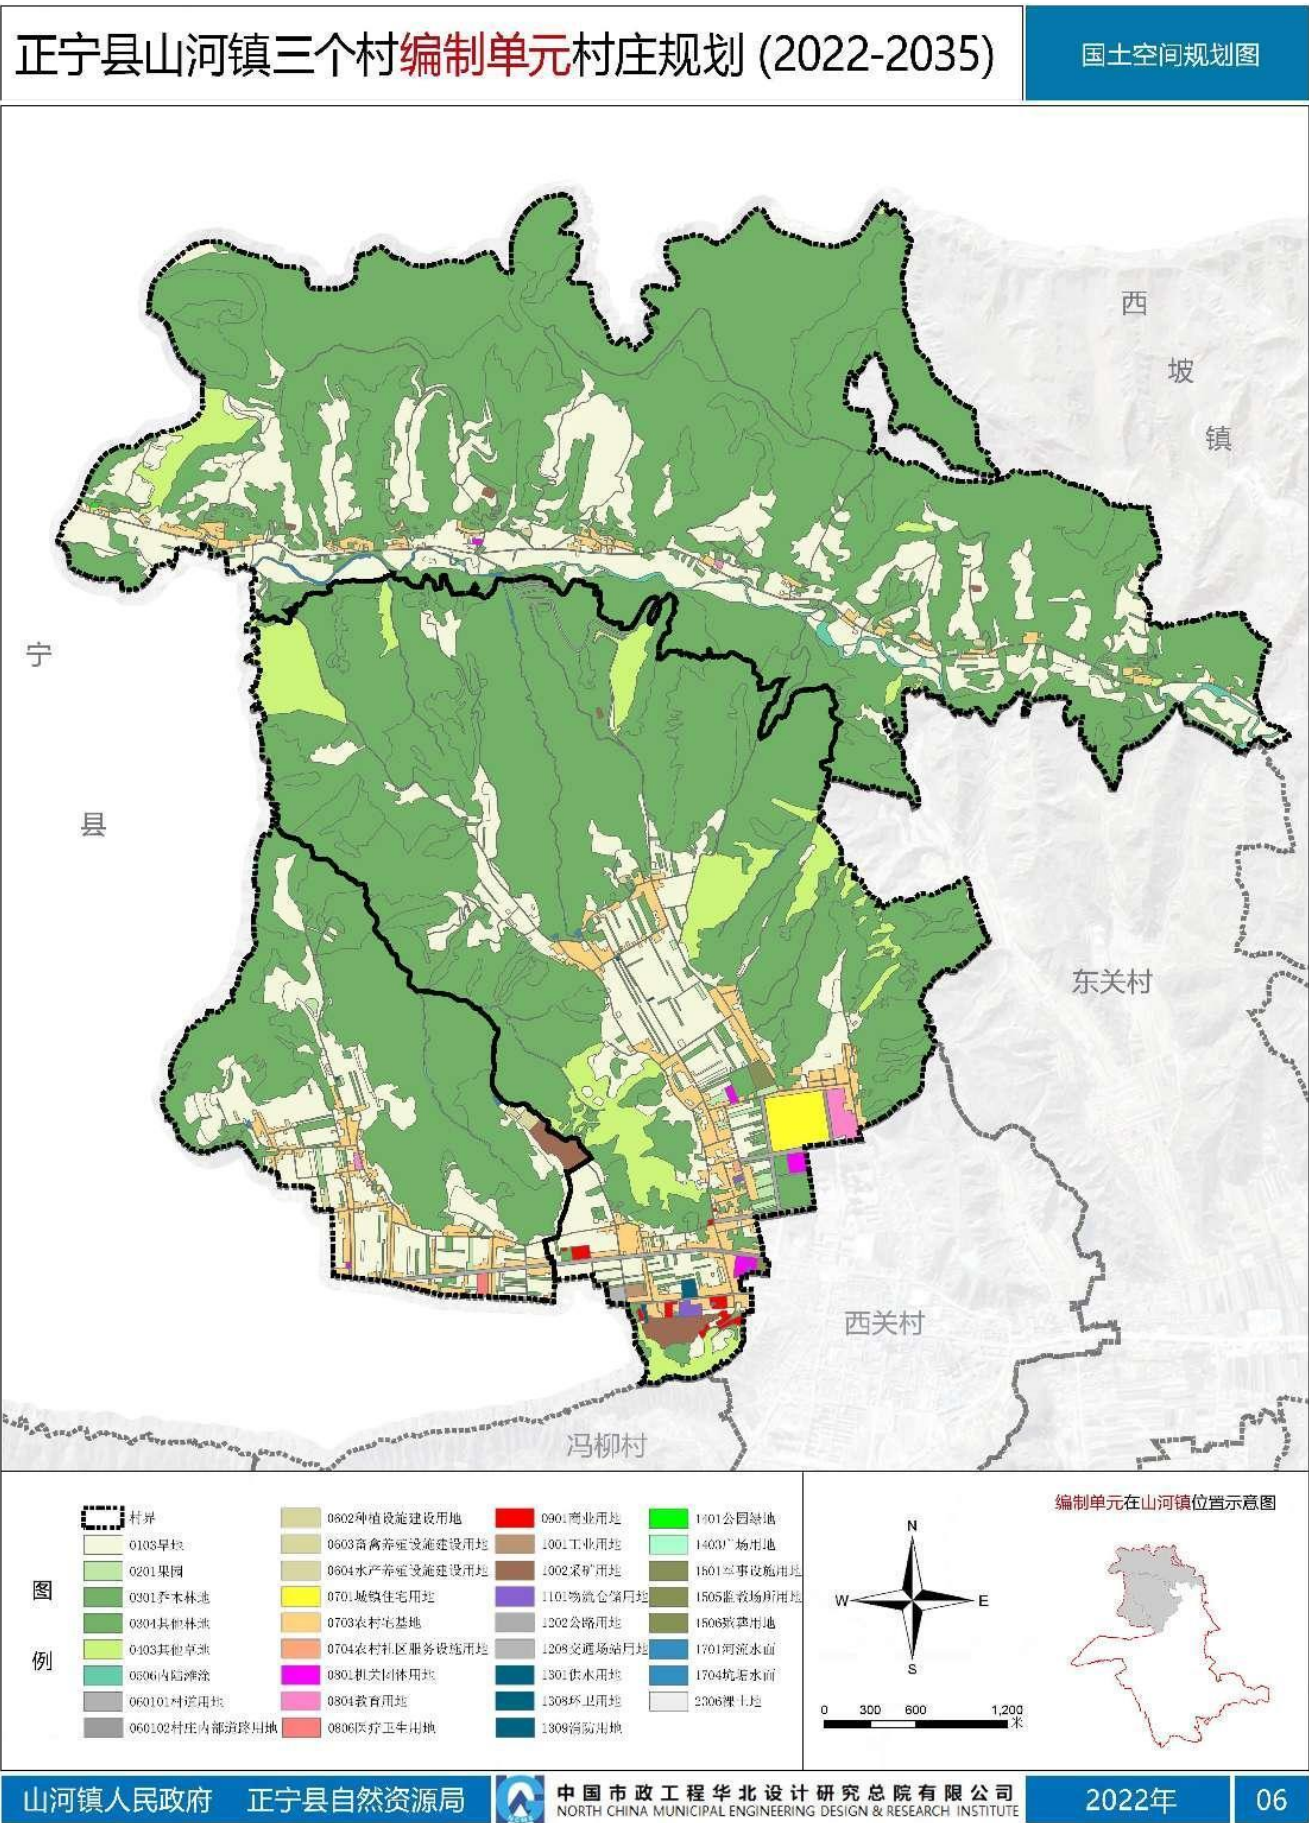 正宁县山河镇三个村编制单元村庄规划 (2022-2035)
国土空间规划图
西
坡
镇
宁
县
东关村
西关村
冯柳村
图
例
村界
0103旱地
0201果园
0301乔木林地
0304其他林地
0403其他草地
0506内陆滩涂
060101村道用地
060102村庄内部道路用地
0602种植设施建设用地
0603畜禽养殖设施建设用地
0604水产养殖设施建设用地
0701城镇住宅用地
0703农村宅基地
0704农村社区服务设施用地
0801机关团体用地
0804教育用地
0806医疗卫生用地
0901商业用地
1001工业用地
1002采矿用地
1101物流仓储用地
1202公路用地
1208交通场站用地
1301供水用地
1308环卫用地
1309消防用地
1401公园绿地
1403广场用地
1501军事设施用地
1505监教场所用地
1506殡葬用地
1701河流水面
1704坑塘水面
2306裸土地
N
W
E
S
0 300 600 1,200
米
编制单元在山河镇位置示意图
山河镇人民政府 正宁县自然资源局
中国市政工程华北设计研究总院有限公司
NORTH CHINA MUNICIPAL ENGINEERING DESIGN & RESEARCH INSTITUTE
2022年
06